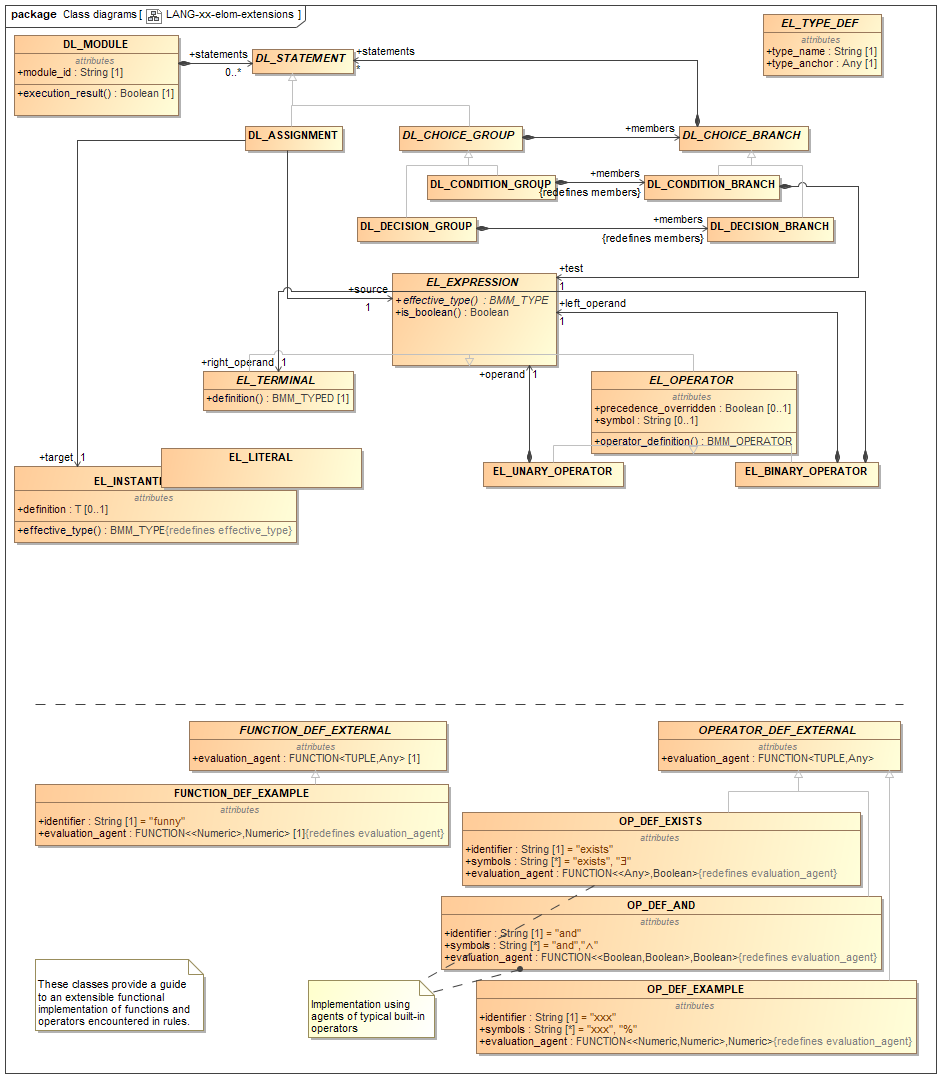 package Class diagrams [ LANG-xx-elom-extensions ]
DL_MODULE
attributes
+module_id : String [1]
+execution_result() : Boolean [1]
+statements
0..*
DL_STATEMENT
+statements
*
EL_TYPE_DEF
attributes
+type_name : String [1]
+type_anchor : Any [1]
DL_ASSIGNMENT
DL_CHOICE_GROUP
+members
DL_CHOICE_BRANCH
DL_CONDITION_GROUP
+members
{redefines members}
DL_CONDITION_BRANCH
DL_DECISION_GROUP
+members
{redefines members}
DL_DECISION_BRANCH
+source
1
EL_EXPRESSION
+effective_type() : BMM_TYPE
+is_boolean() : Boolean
+test
1
+left_operand
1
+right_operand 1
+operand 1
EL_TERMINAL
+definition() : BMM_TYPED [1]
EL_OPERATOR
attributes
+precedence_overridden : Boolean [0..1]
+symbol : String [0..1]
+operator_definition() : BMM_OPERATOR
+target 1
EL_LITERAL
EL_UNARY_OPERATOR
EL_BINARY_OPERATOR
EL_INSTANT
attributes
+definition : T [0..1]
+effective_type() : BMM_TYPE{redefines effective_type}
FUNCTION_DEF_EXTERNAL
attributes
+evaluation_agent : FUNCTION<TUPLE,Any> [1]
OPERATOR_DEF_EXTERNAL
attributes
+evaluation_agent : FUNCTION<TUPLE,Any>
FUNCTION_DEF_EXAMPLE
attributes
+identifier : String [1] = "funny"
+evaluation_agent : FUNCTION<<Numeric>,Numeric> [1]{redefines evaluation_agent}
OP_DEF_EXISTS
attributes
+identifier : String [1] = "exists"
+symbols : String [*] = "exists", "∃"
+evaluation_agent : FUNCTION<<Any>,Boolean>{redefines evaluation_agent}
OP_DEF_AND
attributes
+identifier : String [1] = "and"
+symbols : String [*] = "and","∧"
+evaluation_agent : FUNCTION<<Boolean,Boolean>,Boolean>{redefines evaluation_agent}
OP_DEF_EXAMPLE
attributes
+identifier : String [1] = "xxx"
+symbols : String [*] = "xxx", "%"
+evaluation_agent : FUNCTION<<Numeric,Numeric>,Numeric>{redefines evaluation_agent}
These classes provide a guide
to an extensible functional
implementation of functions and
operators encountered in rules.
Implementation using
agents of typical built-in
operators